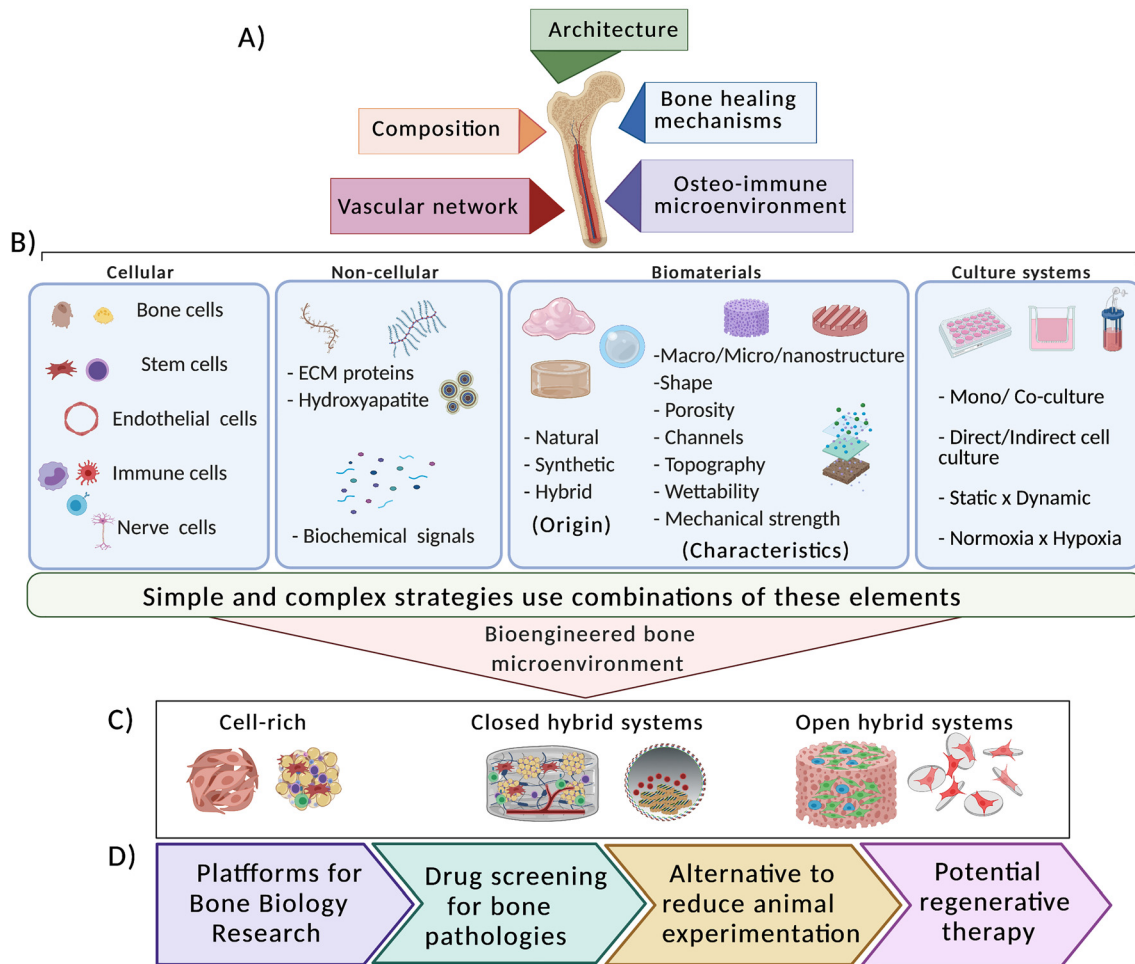 A)
Architecture
Composition
Bone healing
mechanisms
Vascular network
Osteo-immune
microenvironment
B)
Cellular
Bone cells
Stem cells
Endothelial cells
Immune cells
Nerve cells
Non-cellular
- ECM proteins
- Hydroxyapatite
- Biochemical signals
Biomaterials
- Natural
- Synthetic
- Hybrid
(Origin)
-Macro/Micro/nanostructure
-Shape
- Porosity
- Channels
- Topography
- Wettability
- Mechanical strength
(Characteristics)
Culture systems
- Mono/ Co-culture
- Direct/Indirect cell
culture
- Static x Dynamic
- Normoxia x Hypoxia
Simple and complex strategies use combinations of these elements
Bioengineered bone
microenvironment
C)
Cell-rich
Closed hybrid systems
Open hybrid systems
D)
Platfforms for
Bone Biology
Research
Drug screening
for bone
pathologies
Alternative to
reduce animal
experimentation
Potential
regenerative
therapy